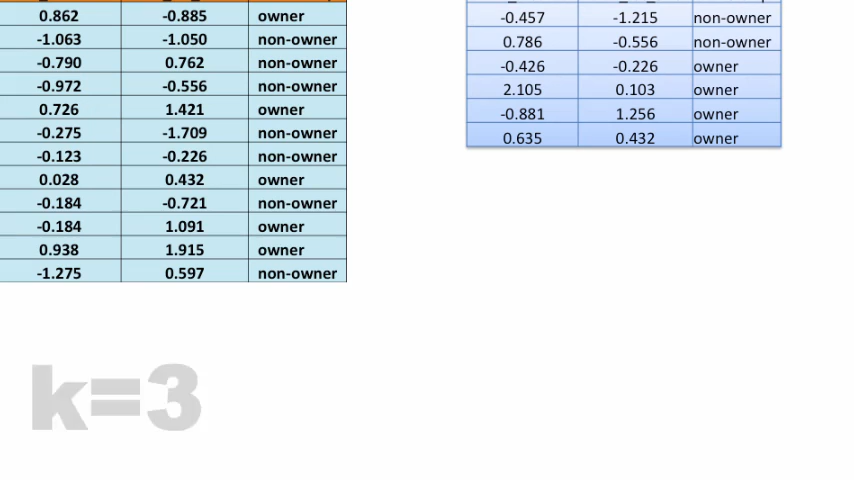 0.862 -0.885 owner
-1.063 -1.050 non-owner
-0.790 0.762 non-owner
-0.972 -0.556 non-owner
0.726 1.421 owner
-0.275 -1.709 non-owner
-0.123 -0.226 non-owner
0.028 0.432 owner
-0.184 -0.721 non-owner
-0.184 1.091 owner
0.938 1.915 owner
-1.275 0.597 non-owner
-0.457 -1.215 non-owner
0.786 -0.556 non-owner
-0.426 -0.226 owner
2.105 0.103 owner
-0.881 1.256 owner
0.635 0.432 owner
k=3